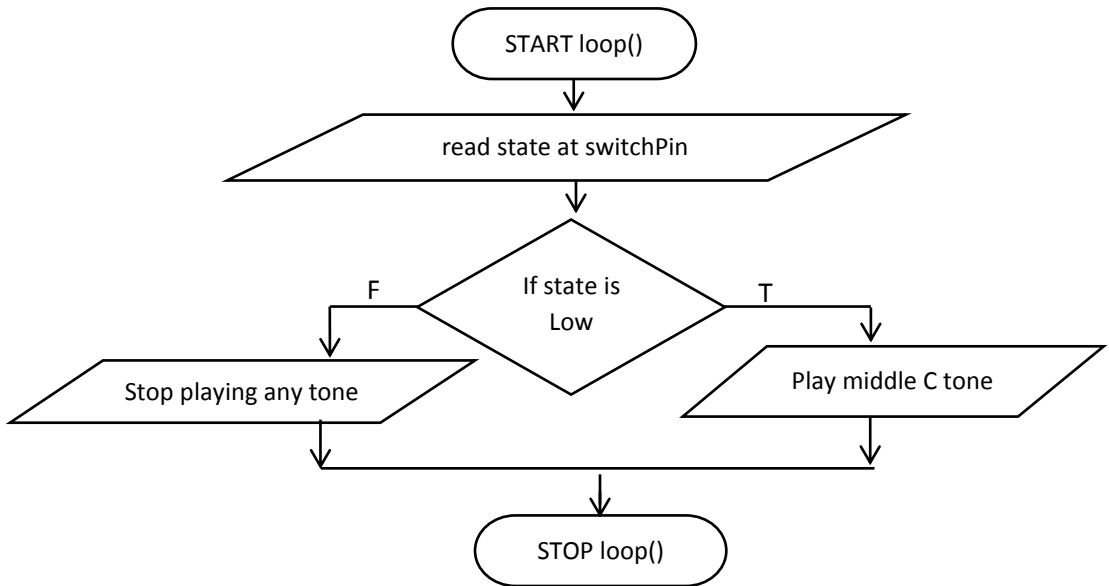 START loop()
read state at switchPin
If state is
Low
F
T
Stop playing any tone
Play middle C tone
STOP loop()